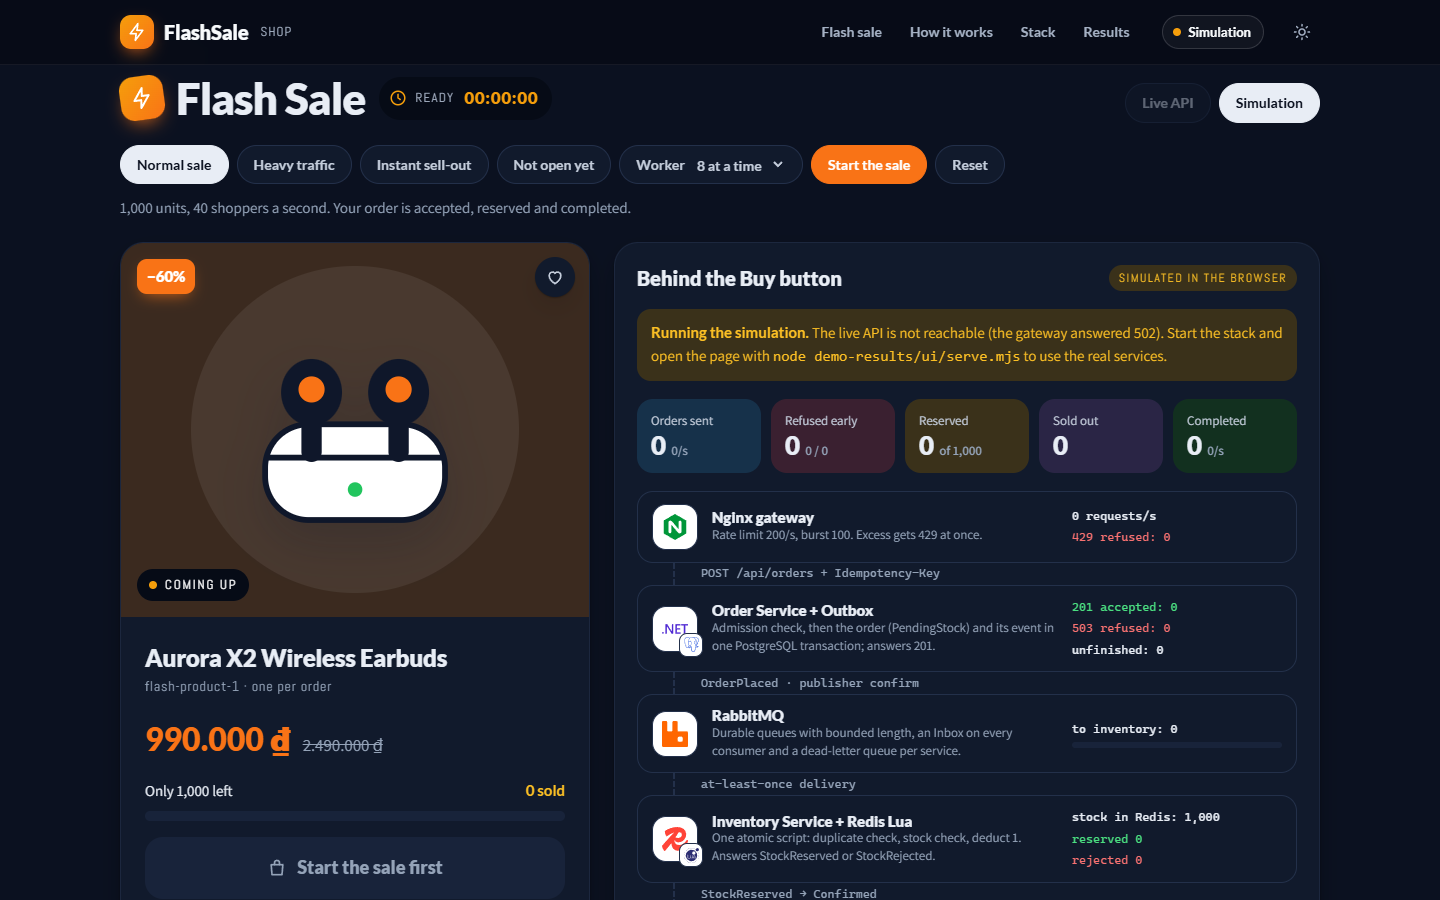 FlashSale SHOP
Flash sale How it works Stack Results Simulation
Flash Sale READY 00:00:00
Live API Simulation
Normal sale Heavy traffic Instant sell-out Not open yet Worker 8 at a time Start the sale Reset
1,000 units, 40 shoppers a second. Your order is accepted, reserved and completed.
−60%
COMING UP
Aurora X2 Wireless Earbuds
flash-product-1 · one per order
990.000 ₫ 2.490.000 ₫
Only 1,000 left 0 sold
Start the sale first
Behind the Buy button SIMULATED IN THE BROWSER
Running the simulation. The live API is not reachable (the gateway answered 502). Start the stack and
open the page with node demo-results/ui/serve.mjs to use the real services.
Orders sent
0 0/s
Refused early
0 0 / 0
Reserved
0 of 1,000
Sold out
0
Completed
0 0/s
Nginx gateway
Rate limit 200/s, burst 100. Excess gets 429 at once.
0 requests/s
429 refused: 0
POST /api/orders + Idempotency-Key
.NET
Order Service + Outbox
Admission check, then the order (PendingStock) and its event in
one PostgreSQL transaction; answers 201.
201 accepted: 0
503 refused: 0
unfinished: 0
OrderPlaced · publisher confirm
RabbitMQ
Durable queues with bounded length, an Inbox on every
consumer and a dead-letter queue per service.
to inventory: 0
at-least-once delivery
Inventory Service + Redis Lua
One atomic script: duplicate check, stock check, deduct 1.
Answers StockReserved or StockRejected.
stock in Redis: 1,000
reserved 0
rejected 0
StockReserved → Confirmed